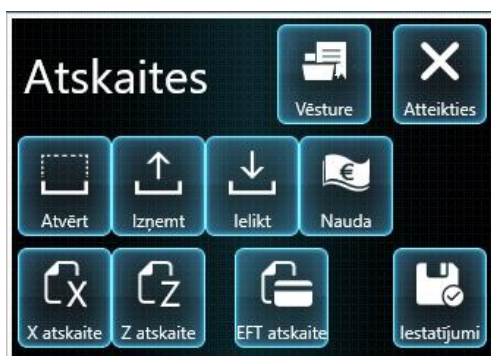 Atskaites
Vēsture
Atteikties
Atvērt
Izņemt
Ielikt
Nauda
€
X
Z
X atskaite
Z atskaite
EFT atskaite
Iestatījumi